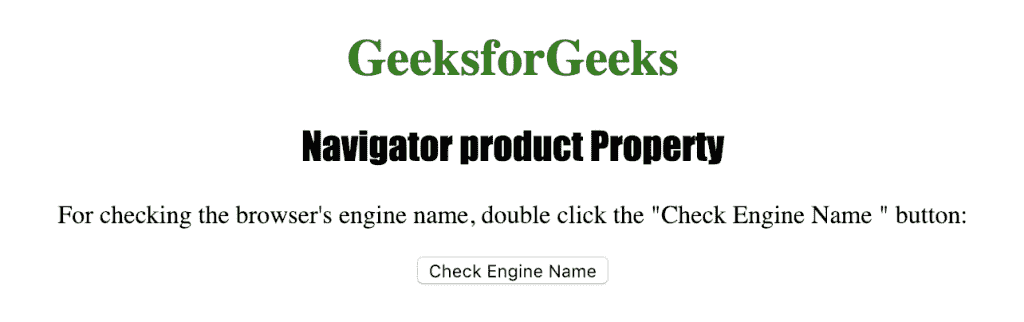 GeeksforGeeks
Navigator product Property
For checking the browser's engine name, double click the "Check Engine Name " button:
Check Engine Name